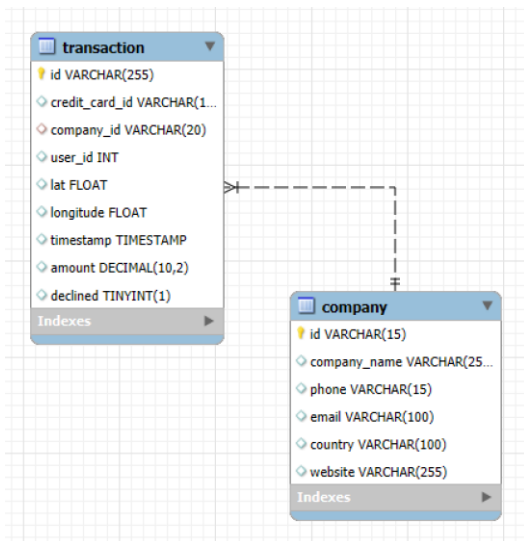 transaction
id VARCHAR(255)
credit_card_id VARCHAR(1...
company_id VARCHAR(20)
user_id INT
lat FLOAT
longitude FLOAT
timestamp TIMESTAMP
amount DECIMAL(10,2)
declined TINYINT(1)
Indexes
company
id VARCHAR(15)
company_name VARCHAR(25...
phone VARCHAR(15)
email VARCHAR(100)
country VARCHAR(100)
website VARCHAR(255)
Indexes